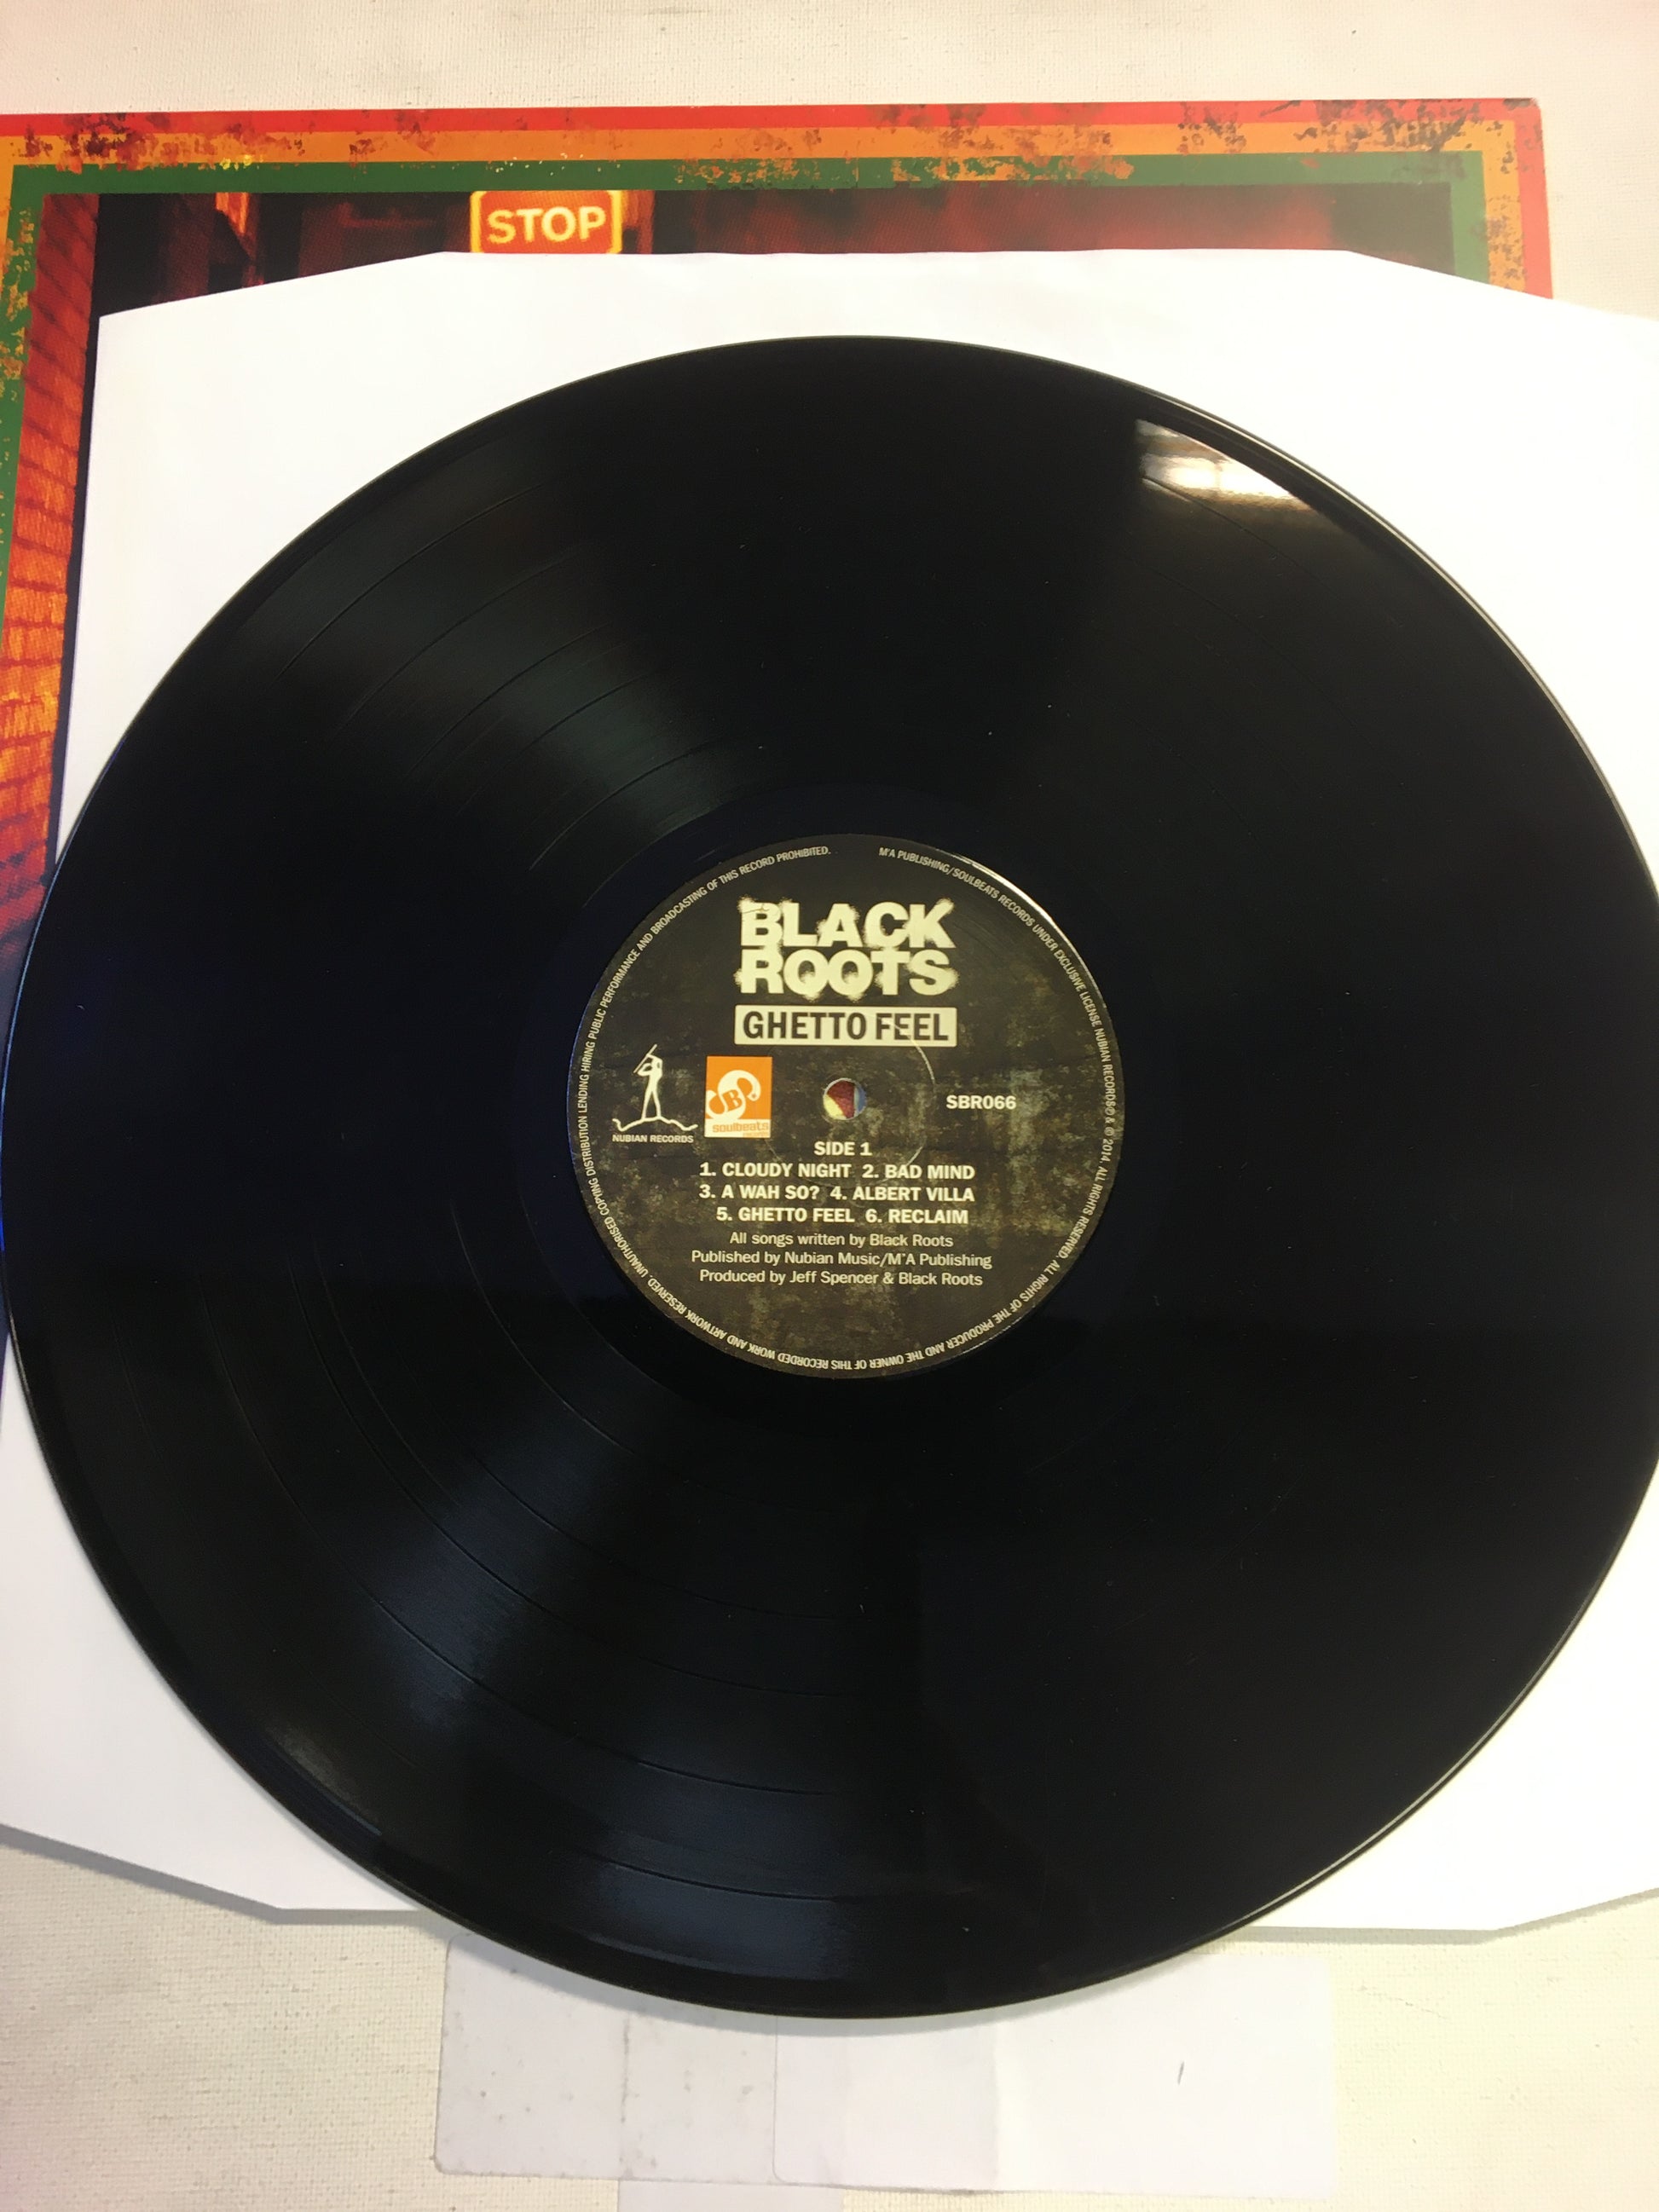 STOP
BLACK
ROOTS
GHETTO FEEL
SBR066
NUBIAN RECORDS
SBR
soulbeats
SIDE 1
1. CLOUDY NIGHT 2. BAD MIND
3. A WAH SO? 4. ALBERT VILLA
5. GHETTO FEEL 6. RECLAIM
All songs written by Black Roots
Published by Nubian Music/M'A Publishing
Produced by Jeff Spencer & Black Roots
M'A PUBLISHING/SOULBEATS RECORDS UNDER EXCLUSIVE LICENSE NUBIAN RECORDS℗ & © 2014. ALL RIGHTS RESERVED. ALL RIGHTS OF THE PRODUCER AND THE OWNER OF THIS RECORDED WORK AND ARTWORK RESERVED. UNAUTHORISED COPYING DISTRIBUTION LENDING HIRING PUBLIC PERFORMANCE AND BROADCASTING OF THIS RECORD PROHIBITED.